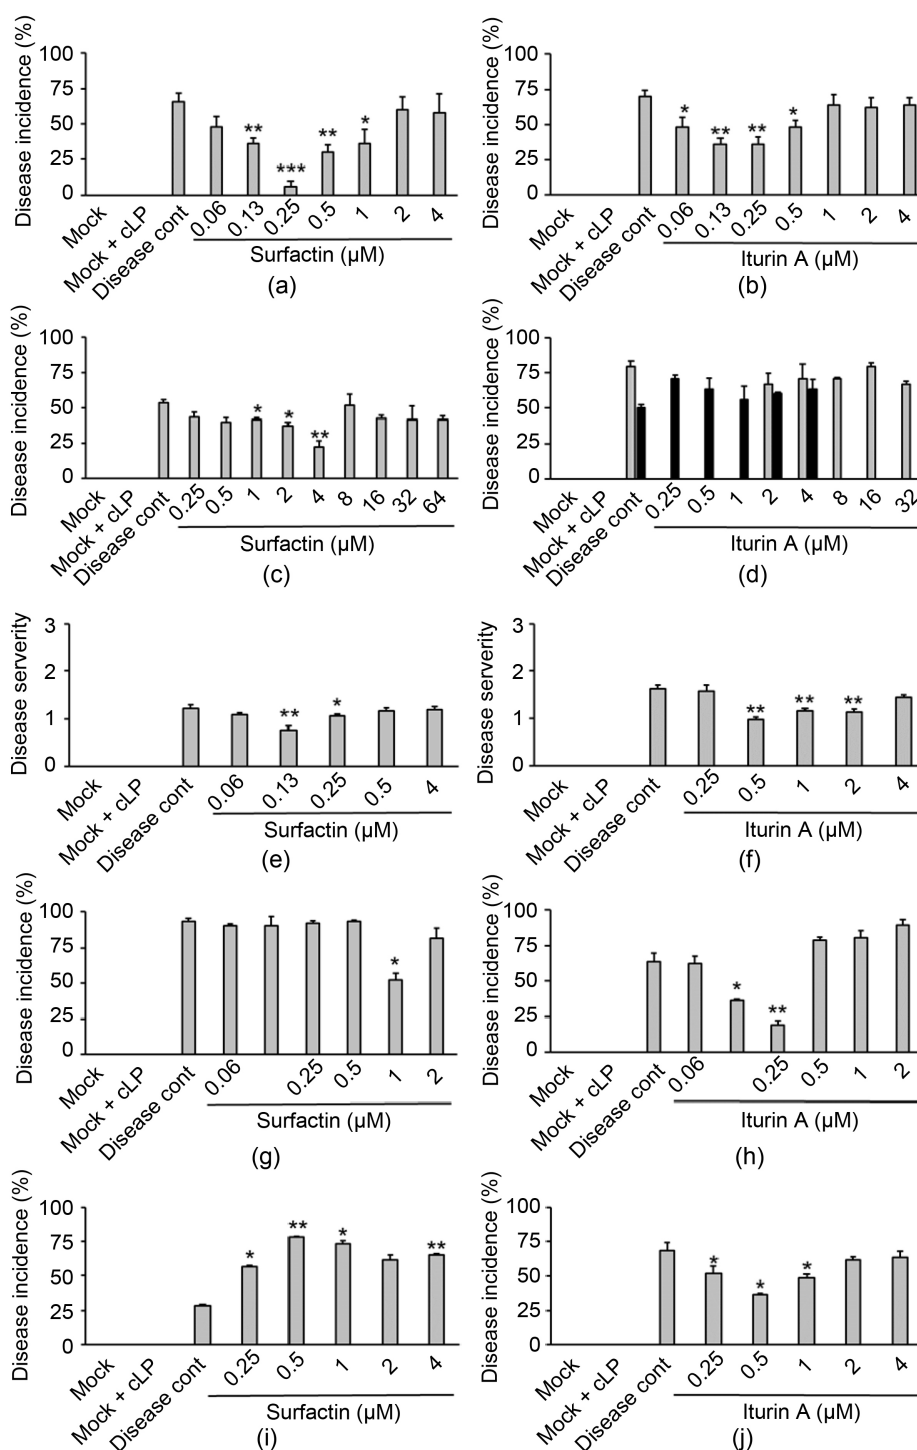 Disease incidence (%)
100
75
50
25
0
** *** ** *
Mock
Mock + cLP
Disease cont
0.06 0.13 0.25 0.5 1 2 4
Surfactin (μM)
(a)
Disease incidence (%)
100
75
50
25
0
* ** ** *
Mock
Mock + cLP
Disease cont
0.06 0.13 0.25 0.5 1 2 4
Iturin A (μM)
(b)
Disease incidence (%)
100
75
50
25
0
* * **
Mock
Mock + cLP
Disease cont
0.25 0.5 1 2 4 8 16 32 64
Surfactin (μM)
(c)
Disease incidence (%)
100
75
50
25
0
Mock
Mock + cLP
Disease cont
0.25 0.5 1 2 4 8 16 32
Iturin A (μM)
(d)
Disease serverity
3
2
1
0
** *
Mock
Mock + cLP
Disease cont
0.06 0.13 0.25 0.5 4
Surfactin (μM)
(e)
Disease severity
3
2
1
0
** ** **
Mock
Mock + cLP
Disease cont
0.25 0.5 1 2 4
Iturin A (μM)
(f)
Disease incidence (%)
100
75
50
25
0
*
Mock
Mock + cLP
Disease cont
0.06 0.25 0.5 1 2
Surfactin (μM)
(g)
Disease incidence (%)
100
75
50
25
0
* **
Mock
Mock + cLP
Disease cont
0.06 0.25 0.5 1 2
Iturin A (μM)
(h)
Disease incidence (%)
100
75
50
25
0
* ** * **
Mock
Mock + cLP
Disease cont
0.25 0.5 1 2 4
Surfactin (μM)
(i)
Disease incidence (%)
100
75
50
25
0
* * *
Mock
Mock + cLP
Disease cont
0.25 0.5 1 2 4
Iturin A (μM)
(j)